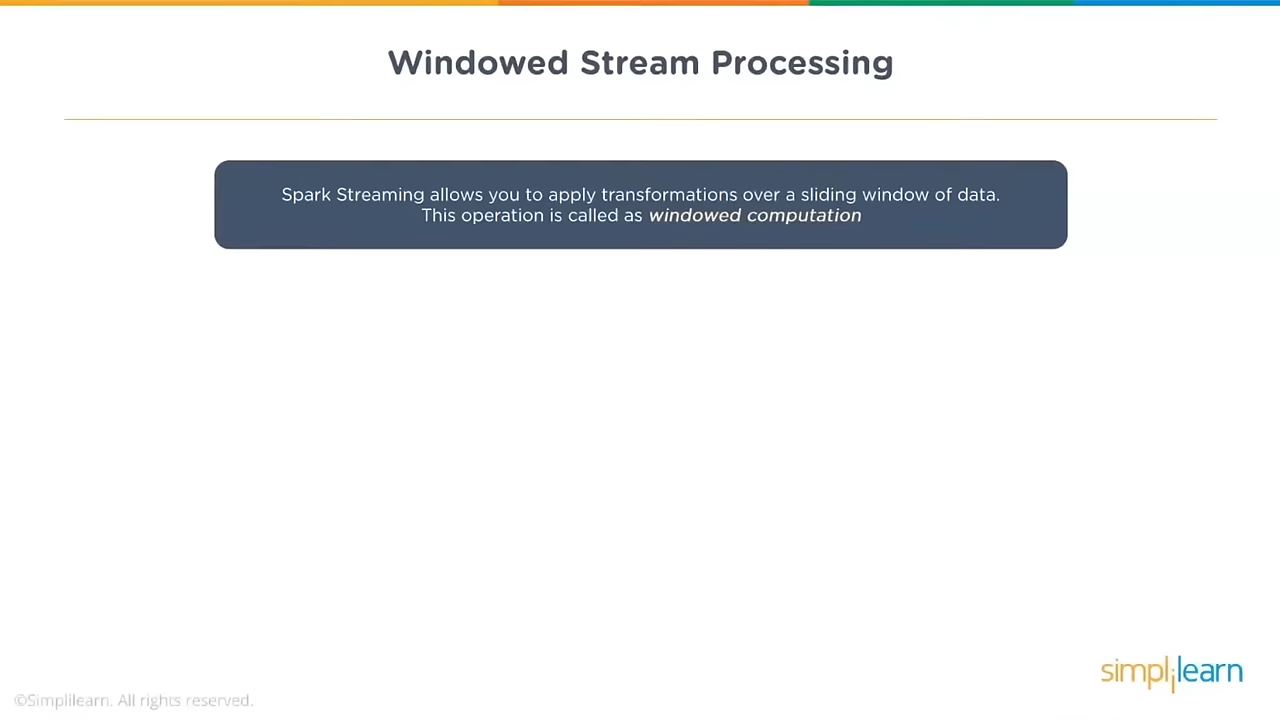 Windowed Stream Processing
Spark Streaming allows you to apply transformations over a sliding window of data.
This operation is called as windowed computation
simplilearn
©Simplilearn. All rights reserved.